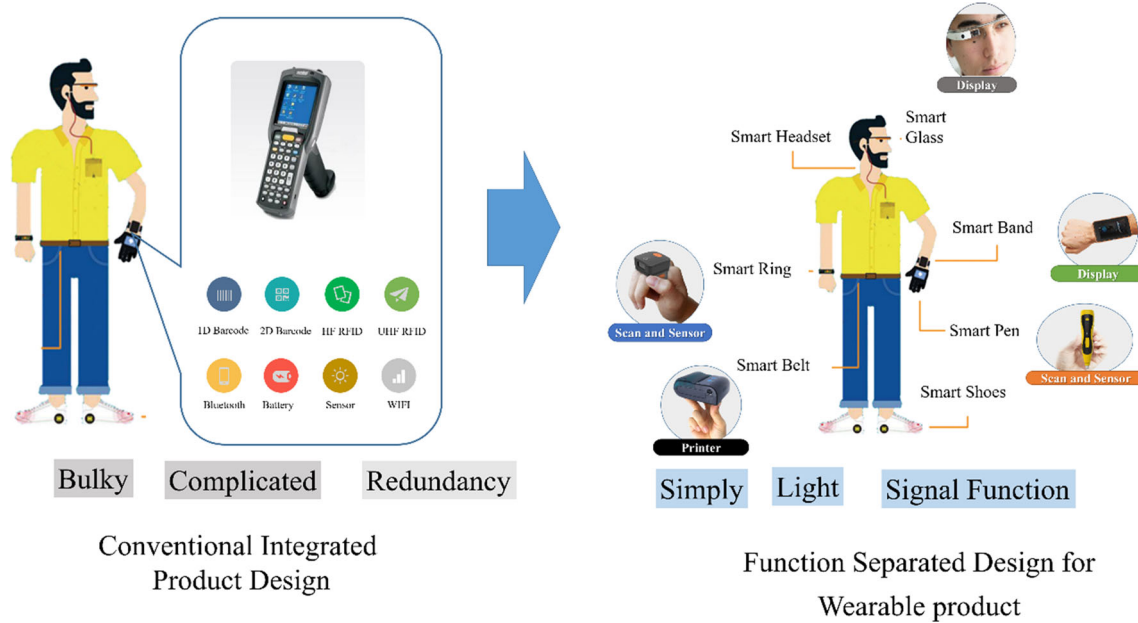 1D Barcode
2D Barcode
HF RFID
UHF RFID
Bluetooth
Battery
Sensor
WIFI
Bulky
Complicated
Redundancy
Conventional Integrated
Product Design
Display
Smart Headset
Smart
Glass
Smart Band
Display
Smart Ring
Scan and Sensor
Smart Pen
Scan and Sensor
Smart Belt
Smart Shoes
Printer
Simply
Light
Signal Function
Function Separated Design for
Wearable product